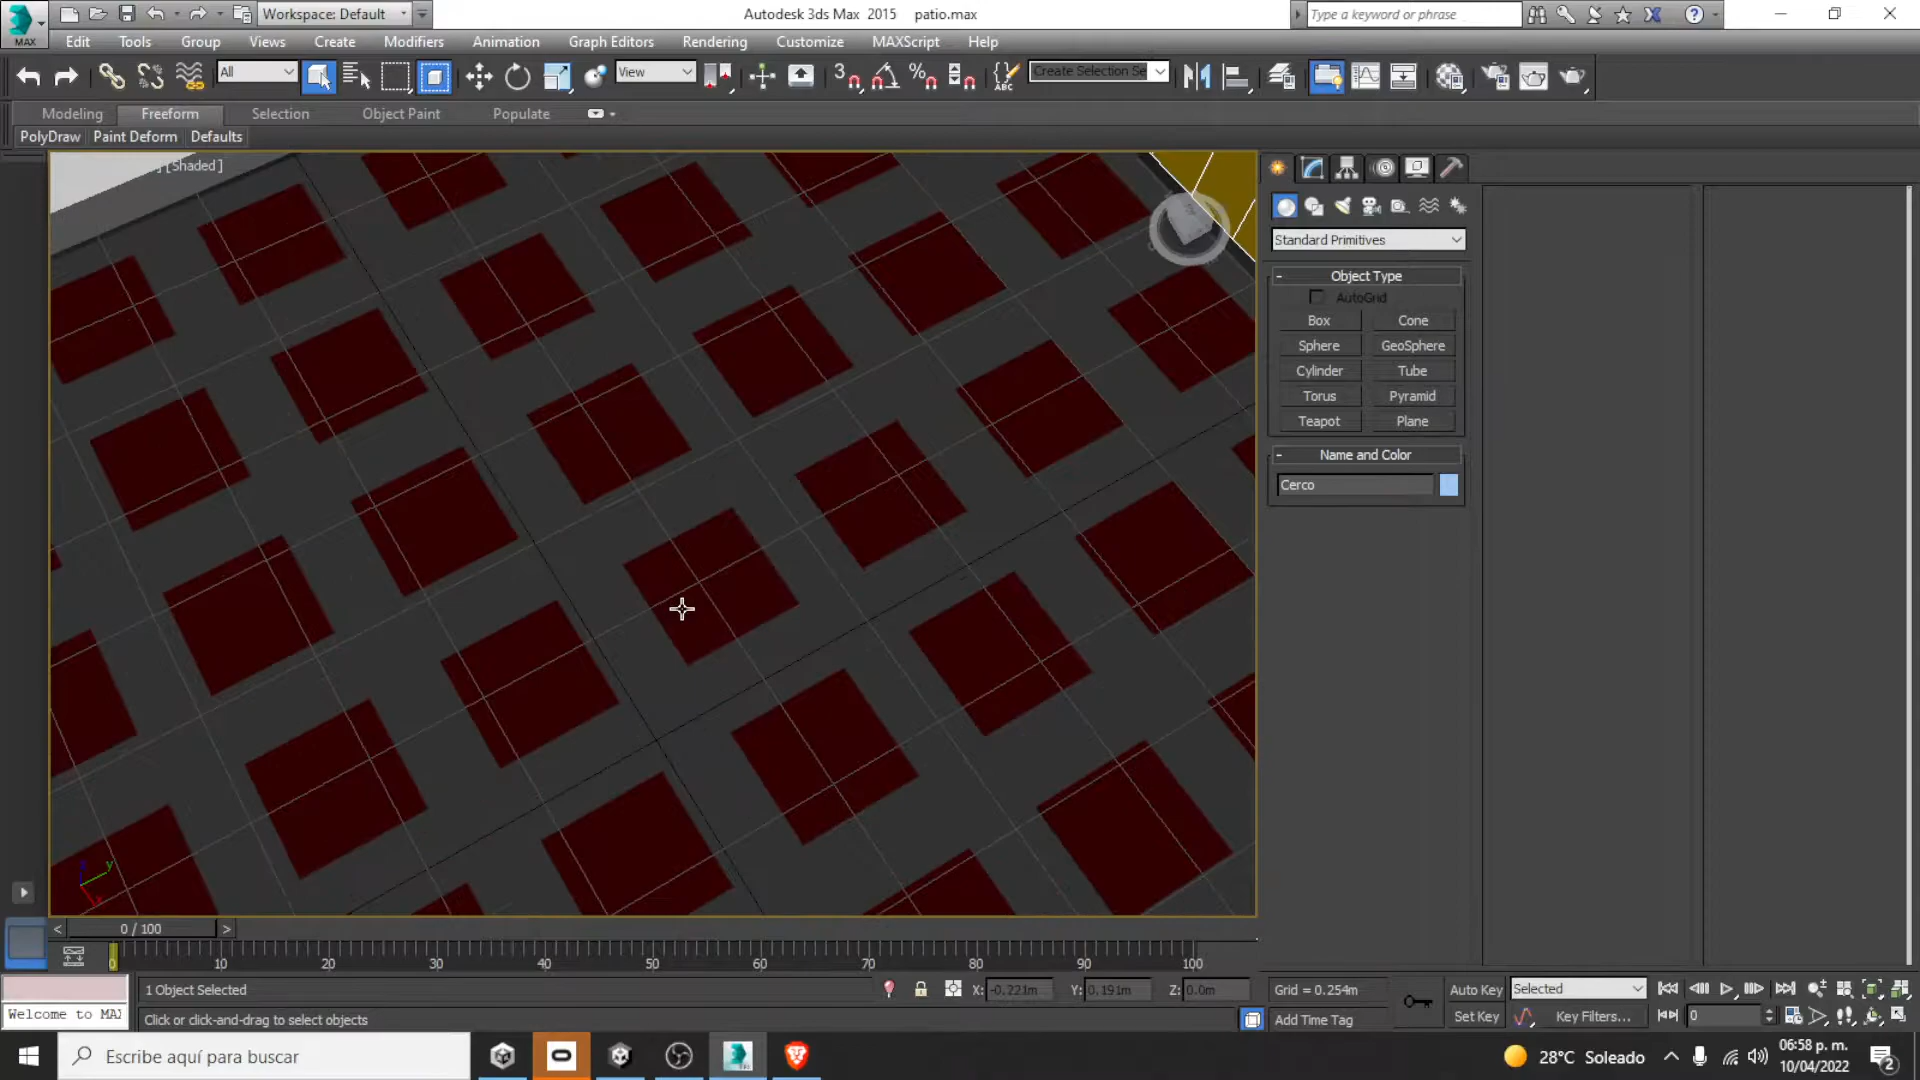 Workspace: Default
Autodesk 3ds Max 2015 patio.max
Type a keyword or phrase
MAX
Edit Tools Group Views Create Modifiers Animation Graph Editors Rendering Customize MAXScript Help
All
View
3
ABC
Create Selection Se
Modeling Freeform Selection Object Paint Populate
PolyDraw Paint Deform Defaults
] [Shaded ]
Standard Primitives
- Object Type
AutoGrid
Box Cone
Sphere GeoSphere
Cylinder Tube
Torus Pyramid
Teapot Plane
- Name and Color
Cerco
y
x
< 0 / 100 >
0 10 20 30 40 50 60 70 80 90 100
1 Object Selected X: -0.221m Y: 0.191m Z: 0.0m Grid = 0.254m Auto Key Selected
Welcome to MAX Click or click-and-drag to select objects Add Time Tag Set Key Key Filters... 0
Escribe aquí para buscar
28°C Soleado
06:58 p. m.
10/04/2022
2